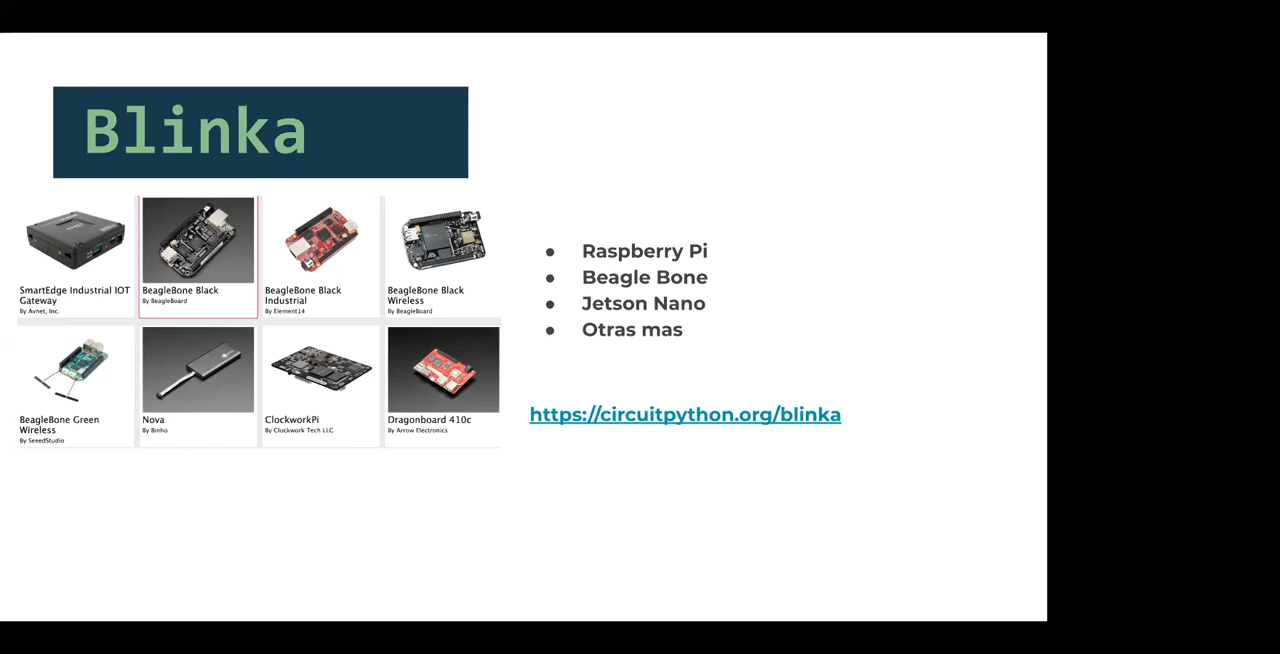 Blinka
SmartEdge Industrial IOT
Gateway
By Avnet, Inc.
BeagleBone Black
By BeagleBoard
BeagleBone Black
Industrial
By Element14
BeagleBone Black
Wireless
By BeagleBoard
BeagleBone Green
Wireless
By SeeedStudio
Nova
By Binho
ClockworkPi
By Clockwork Tech LLC
Dragonboard 410c
By Arrow Electronics
● Raspberry Pi
● Beagle Bone
● Jetson Nano
● Otras mas
https://circuitpython.org/blinka